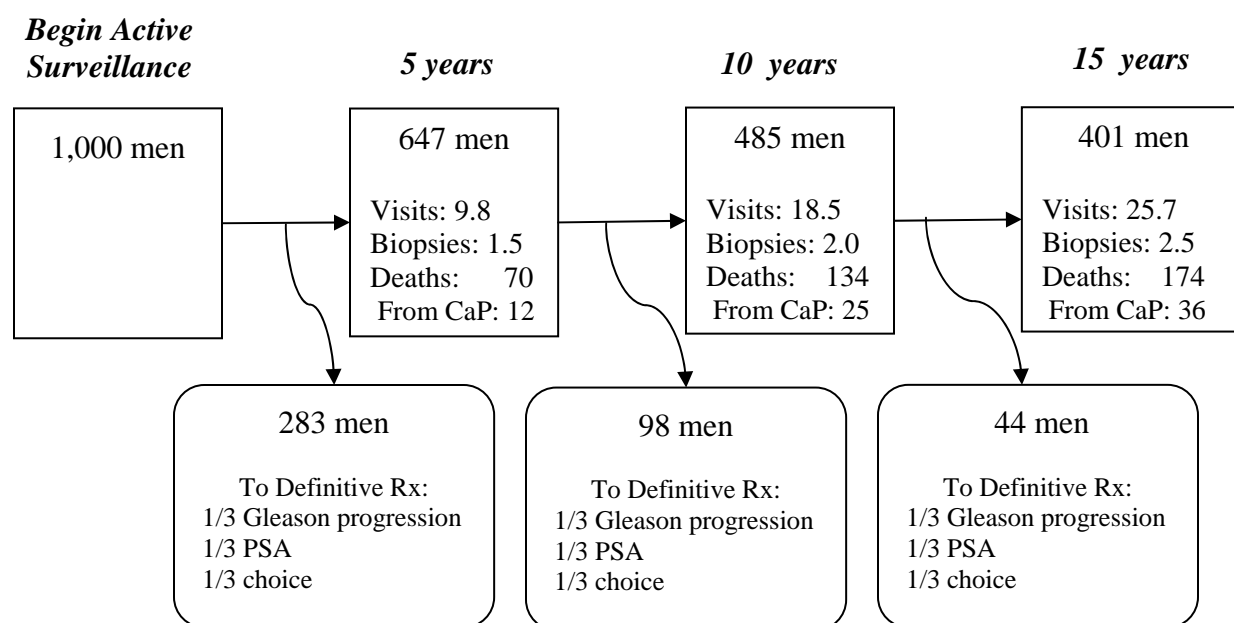 Begin Active
Surveillance
5 years
10 years
15 years
1,000 men
647 men
Visits: 9.8
Biopsies: 1.5
Deaths: 70
From CaP: 12
485 men
Visits: 18.5
Biopsies: 2.0
Deaths: 134
From CaP: 25
401 men
Visits: 25.7
Biopsies: 2.5
Deaths: 174
From CaP: 36
283 men
To Definitive Rx:
1/3 Gleason progression
1/3 PSA
1/3 choice
98 men
To Definitive Rx:
1/3 Gleason progression
1/3 PSA
1/3 choice
44 men
To Definitive Rx:
1/3 Gleason progression
1/3 PSA
1/3 choice